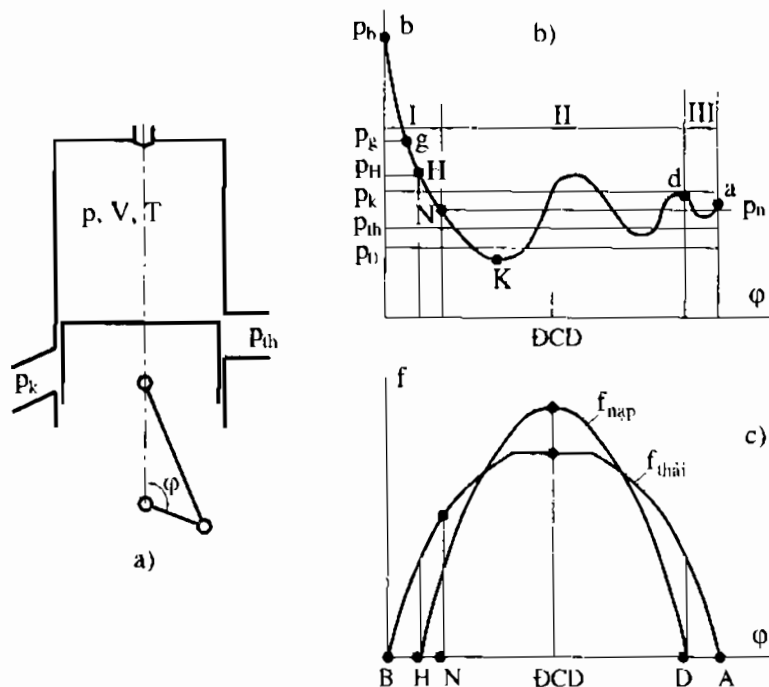 p, V, T
p_k
p_th
φ
a)
b)
p_b
b
I
II
III
p_g
g
p_H
H
p_k
d
a
N
p_n
p_th
p_0
K
φ
ĐCD
f
f_nạp
c)
f_thải
φ
B H N ĐCD D A